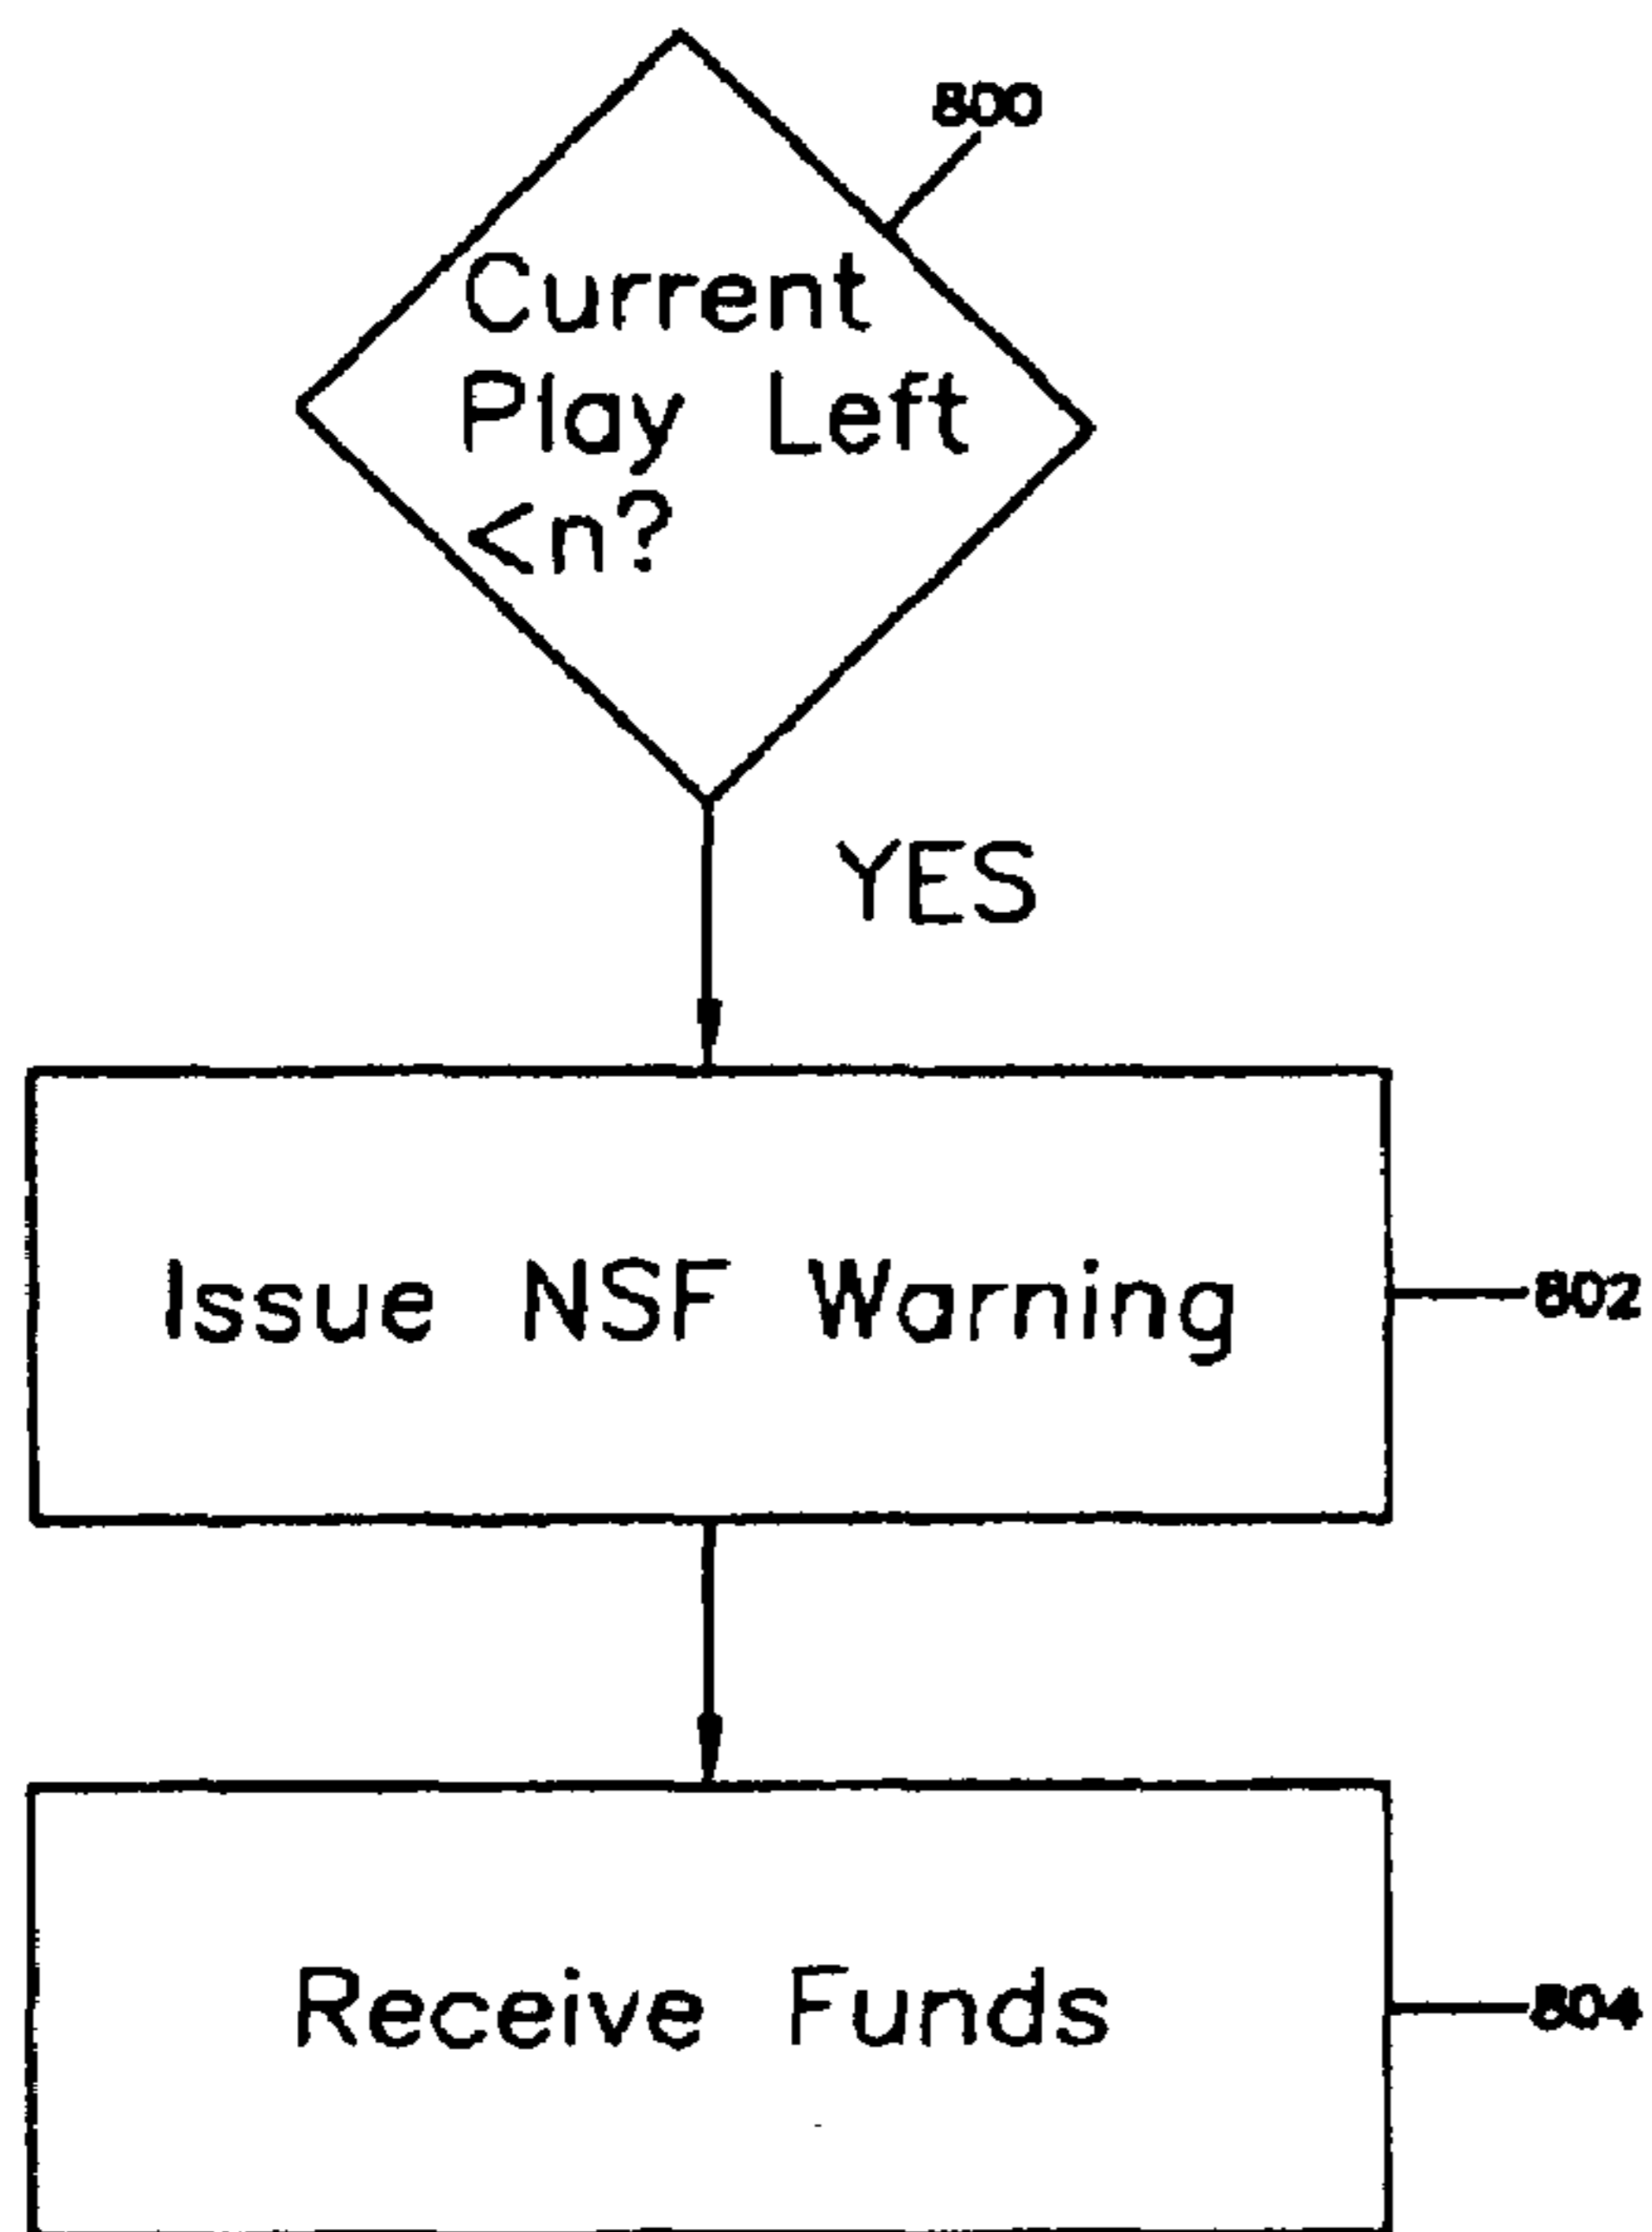 800
Current
Play Left
<n?
YES
Issue NSF Warning
802
Receive Funds
804